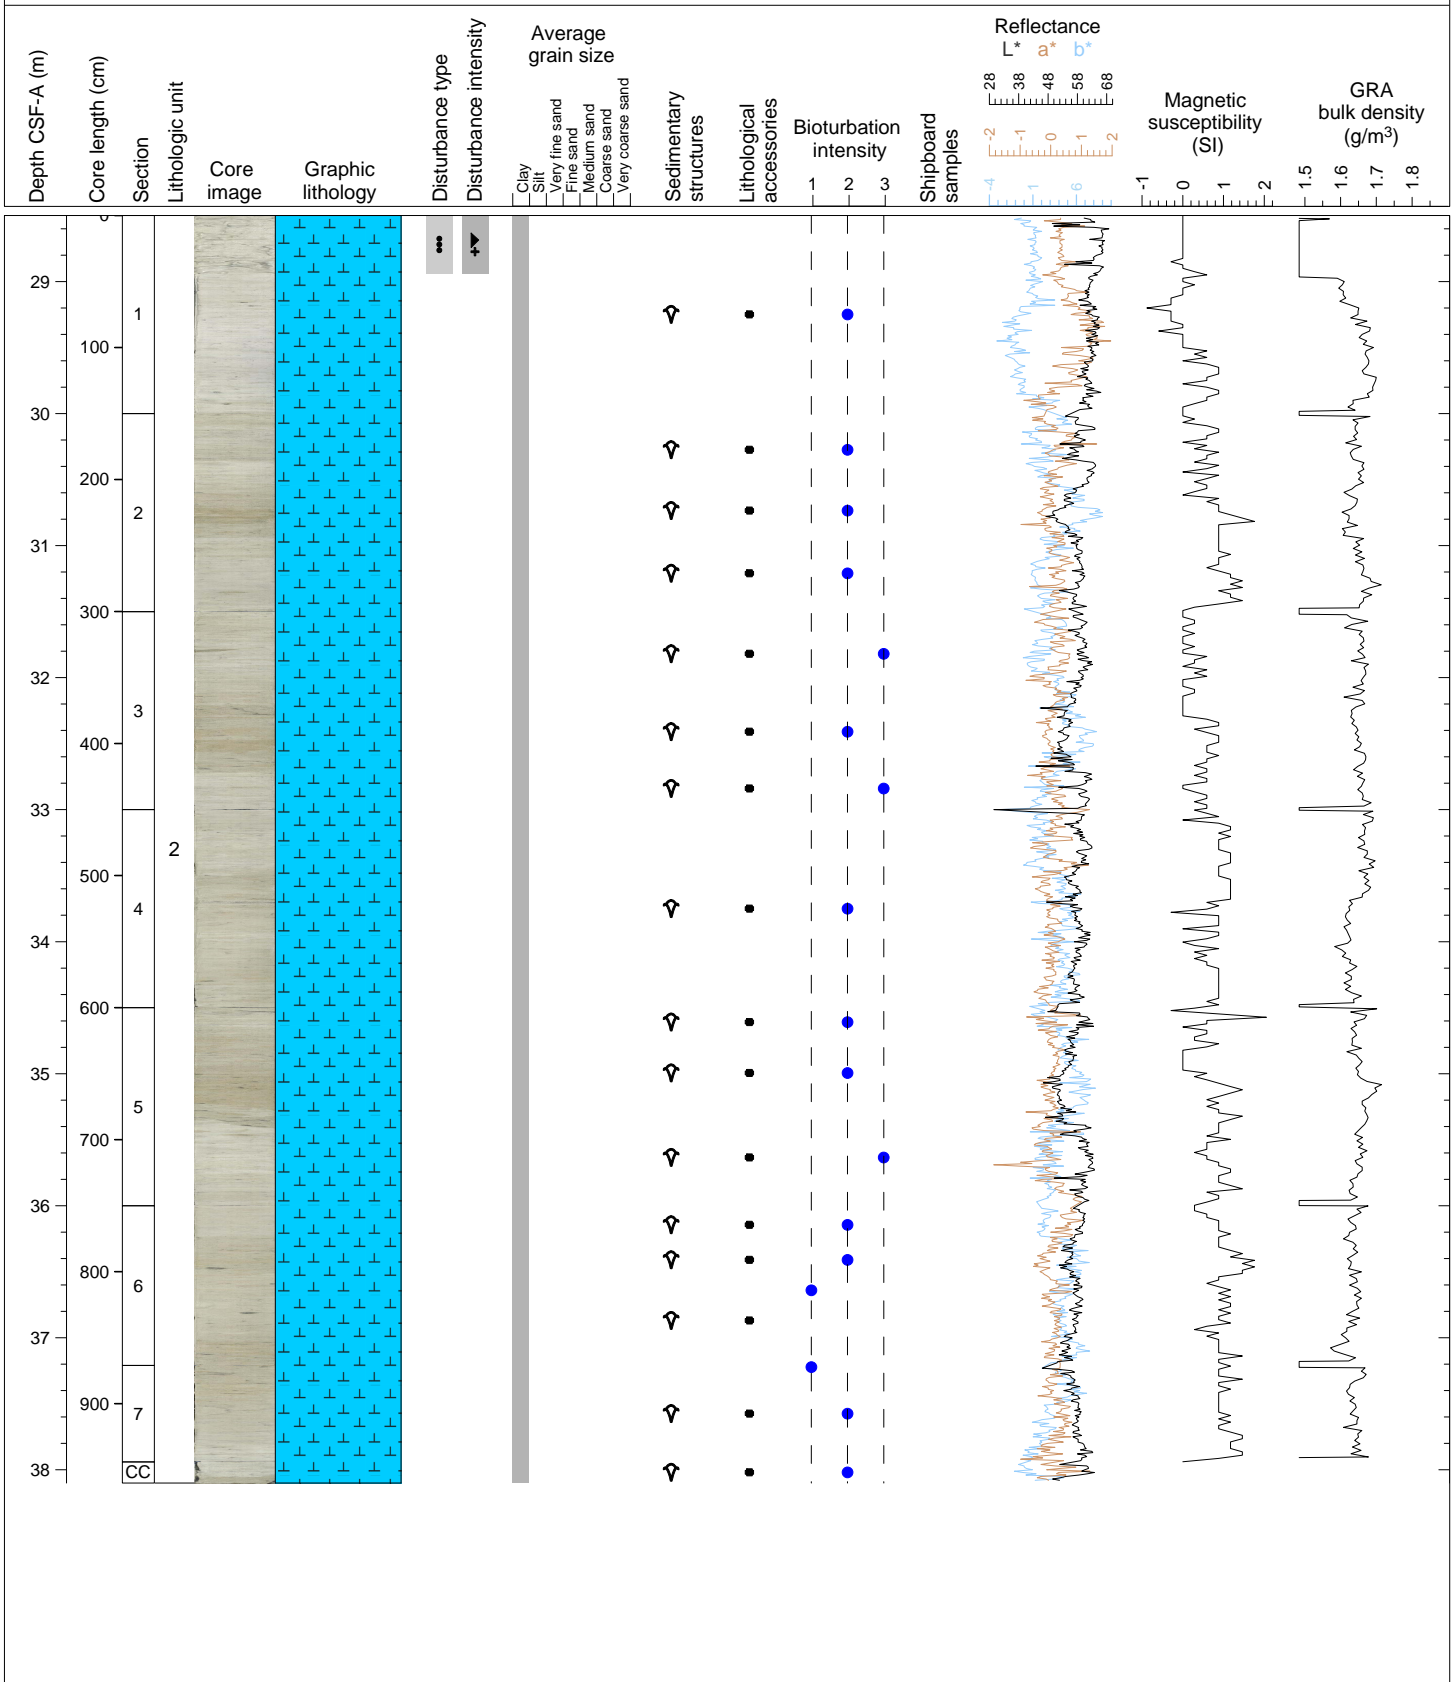 Depth CSF-A (m)
Core length (cm)
Section
Lithologic unit
Core
image
Graphic
lithology
Disturbance type
Disturbance intensity
Average
grain size
Clay
Silt
Very fine sand
Fine sand
Medium sand
Coarse sand
Very coarse sand
Sedimentary
structures
Lithological
accessories
Bioturbation
intensity
1 2 3
Shipboard
samples
Reflectance
L* a* b*
28 38 48 58 68
-2 -1 0 1 2
-4 1 6
Magnetic
susceptibility
(SI)
-1 0 1 2
GRA
bulk density
(g/m3)
1.5 1.6 1.7 1.8
0
29
1
100
30
200
2
31
300
32
3
400
33
2
500
4
34
600
35
5
700
36
800
6
37
900
7
38
CC